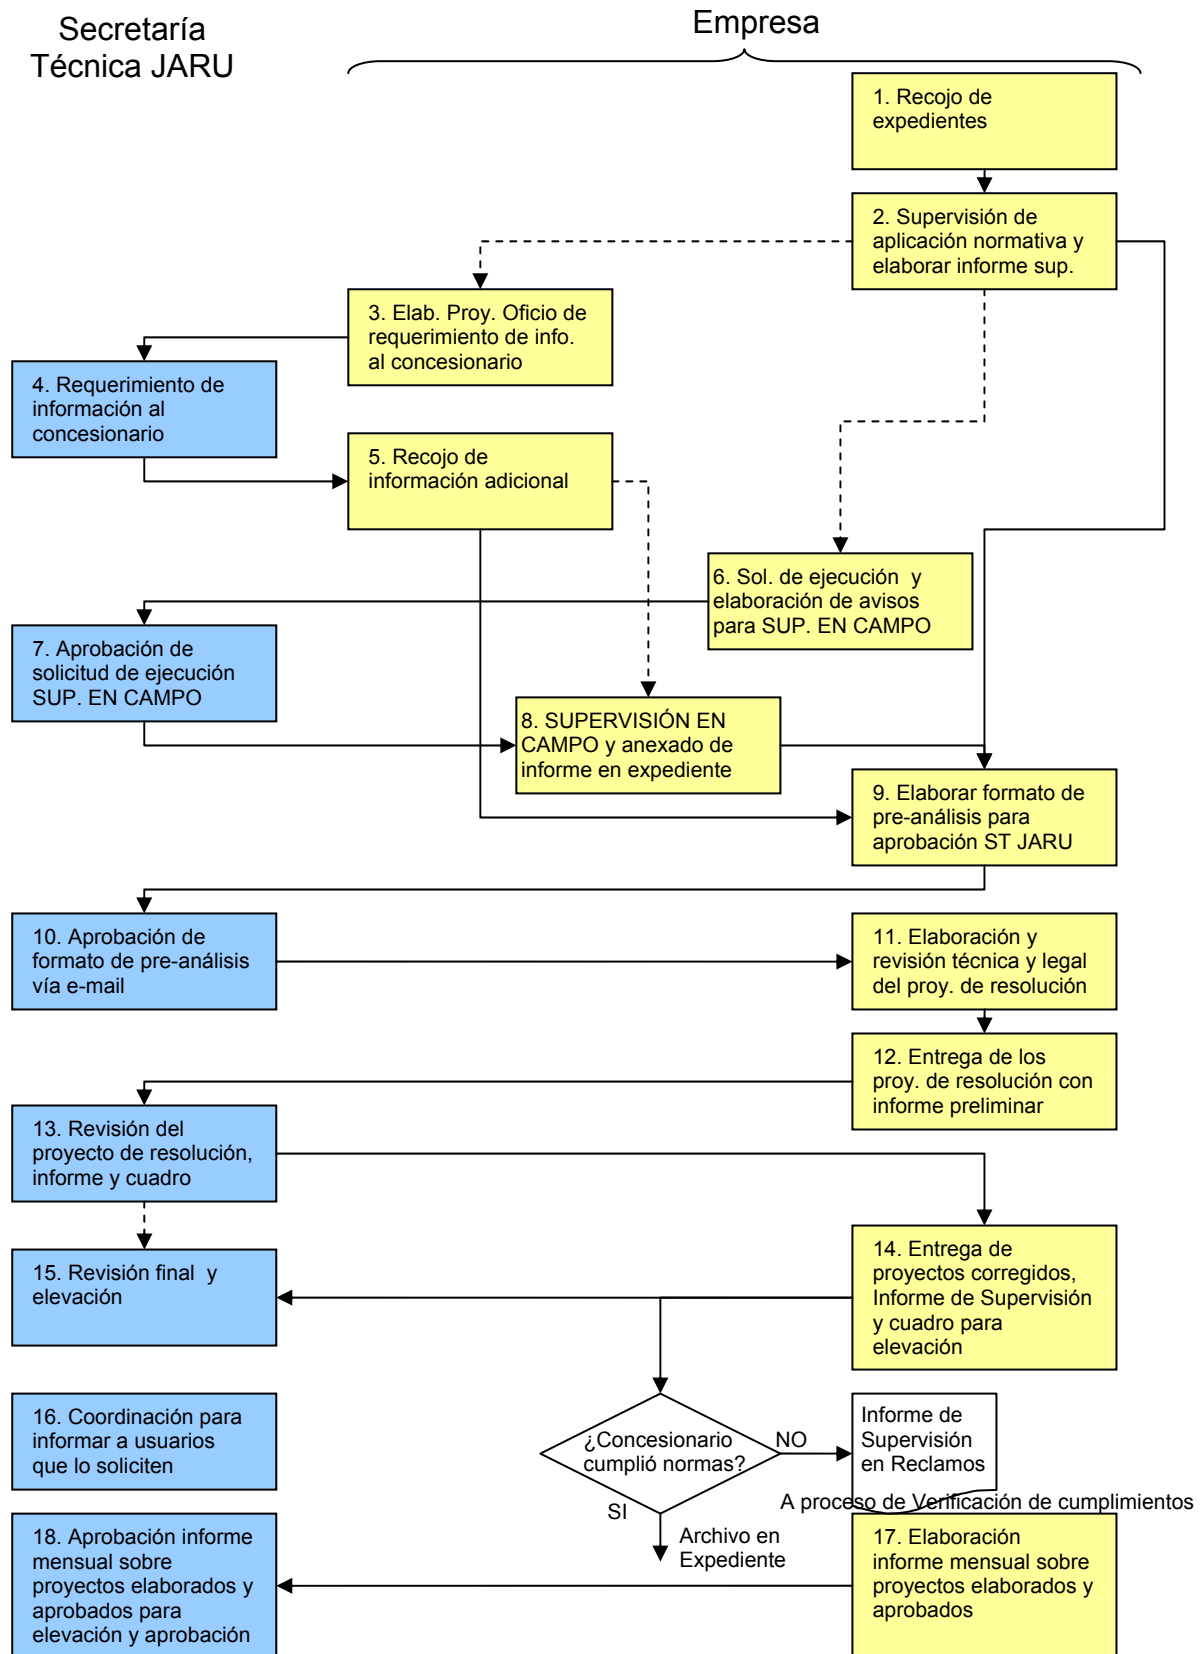 Secretaría
Técnica JARU
Empresa
1. Recojo de
expedientes
2. Supervisión de
aplicación normativa y
elaborar informe sup.
3. Elab. Proy. Oficio de
requerimiento de info.
al concesionario
4. Requerimiento de
información al
concesionario
5. Recojo de
información adicional
6. Sol. de ejecución y
elaboración de avisos
para SUP. EN CAMPO
7. Aprobación de
solicitud de ejecución
SUP. EN CAMPO
8. SUPERVISIÓN EN
CAMPO y anexado de
informe en expediente
9. Elaborar formato de
pre-análisis para
aprobación ST JARU
10. Aprobación de
formato de pre-análisis
vía e-mail
11. Elaboración y
revisión técnica y legal
del proy. de resolución
12. Entrega de los
proy. de resolución con
informe preliminar
13. Revisión del
proyecto de resolución,
informe y cuadro
14. Entrega de
proyectos corregidos,
Informe de Supervisión
y cuadro para
elevación
15. Revisión final y
elevación
16. Coordinación para
informar a usuarios
que lo soliciten
¿Concesionario
cumplió normas?
NO
SI
Informe de
Supervisión
en Reclamos
A proceso de Verificación de cumplimientos
Archivo en
Expediente
17. Elaboración
informe mensual sobre
proyectos elaborados y
aprobados
18. Aprobación informe
mensual sobre
proyectos elaborados y
aprobados para
elevación y aprobación